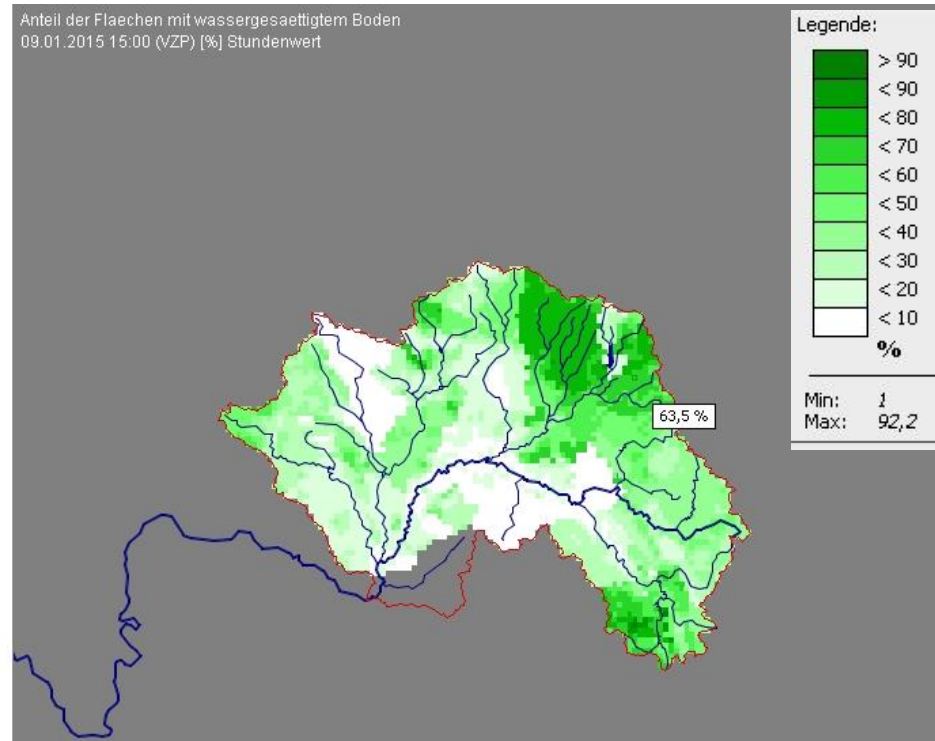 Anteil der Flaechen mit wassergesaettigtem Boden
09.01.2015 15:00 (VZP) [%] Stundenwert
Legende:
> 90
< 90
< 80
< 70
< 60
< 50
< 40
< 30
< 20
< 10
%
Min: 1
Max: 92,2
63,5 %